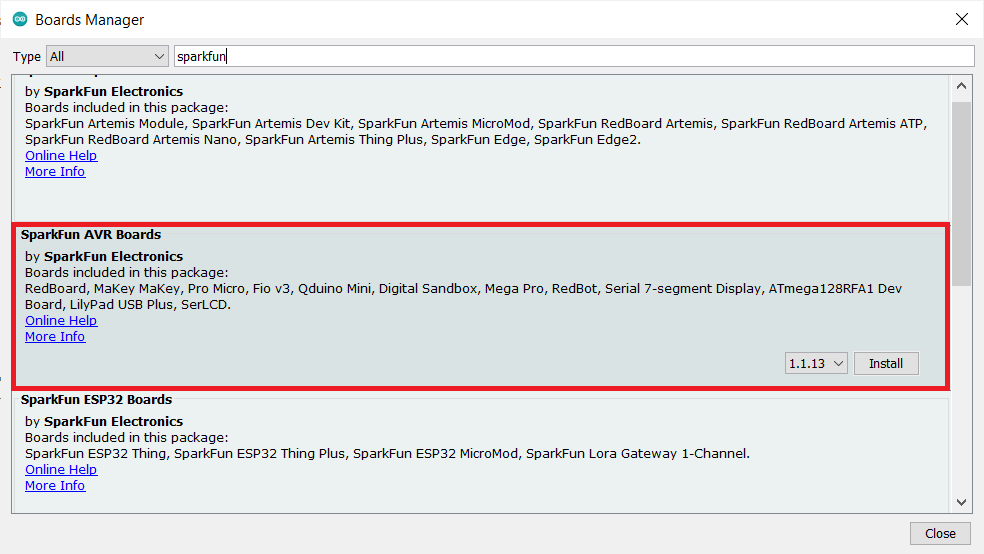 Boards Manager
Type All sparkfun
by SparkFun Electronics
Boards included in this package:
SparkFun Artemis Module, SparkFun Artemis Dev Kit, SparkFun Artemis MicroMod, SparkFun RedBoard Artemis, SparkFun RedBoard Artemis ATP,
SparkFun RedBoard Artemis Nano, SparkFun Artemis Thing Plus, SparkFun Edge, SparkFun Edge2.
Online Help
More Info
SparkFun AVR Boards
by SparkFun Electronics
Boards included in this package:
RedBoard, MaKey MaKey, Pro Micro, Fio v3, Qduino Mini, Digital Sandbox, Mega Pro, RedBot, Serial 7-segment Display, ATmega128RFA1 Dev
Board, LilyPad USB Plus, SerLCD.
Online Help
More Info
1.1.13 Install
SparkFun ESP32 Boards
by SparkFun Electronics
Boards included in this package:
SparkFun ESP32 Thing, SparkFun ESP32 Thing Plus, SparkFun ESP32 MicroMod, SparkFun Lora Gateway 1-Channel.
Online Help
More Info
Close